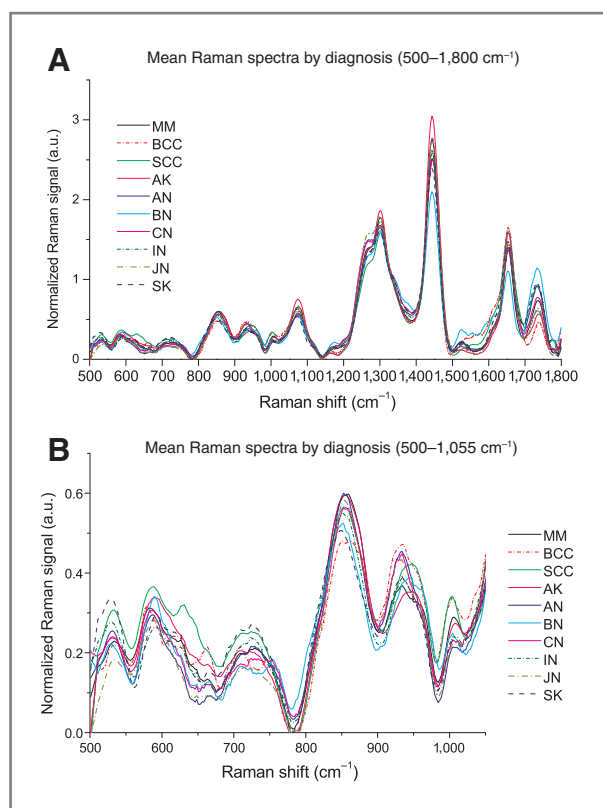 A
Mean Raman spectra by diagnosis (500–1,800 cm⁻¹)
Normalized Raman signal (a.u.)
3
2
1
0
MM
BCC
SCC
AK
AN
BN
CN
IN
JN
SK
500 600 700 800 900 1,000 1,100 1,200 1,300 1,400 1,500 1,600 1,700 1,800
Raman shift (cm⁻¹)
B
Mean Raman spectra by diagnosis (500–1,055 cm⁻¹)
Normalized Raman signal (a.u.)
0.6
0.4
0.2
0.0
MM
BCC
SCC
AK
AN
BN
CN
IN
JN
SK
500 600 700 800 900 1,000
Raman shift (cm⁻¹)